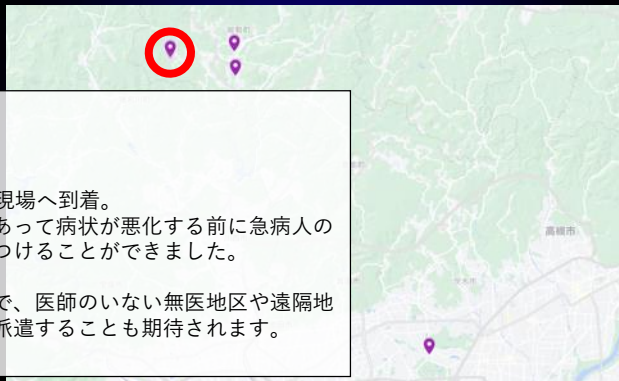 高槻市
現場へ到着。
あって病状が悪化する前に急病人の
つけることができました。
で、医師のいない無医地区や遠隔地
派遣することも期待されます。